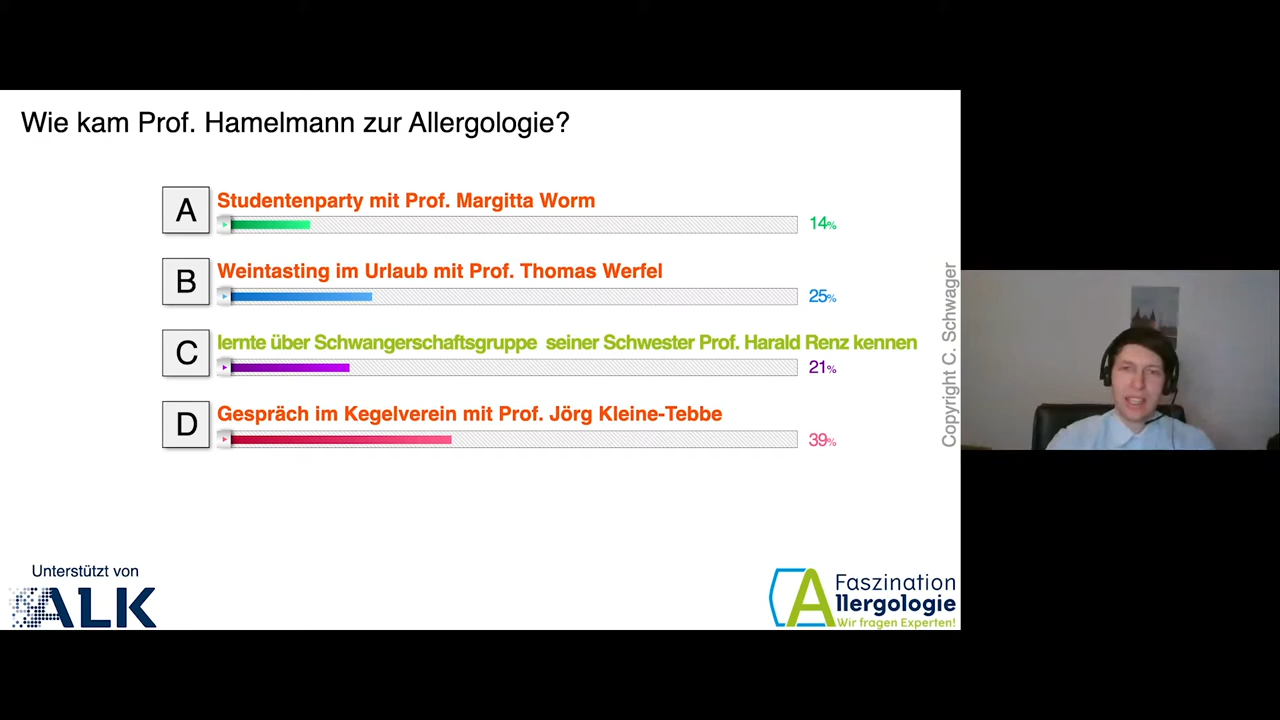 Wie kam Prof. Hamelmann zur Allergologie?
A
Studentenparty mit Prof. Margitta Worm
14%
B
Weintasting im Urlaub mit Prof. Thomas Werfel
25%
C
lernte über Schwangerschaftsgruppe seiner Schwester Prof. Harald Renz kennen
21%
D
Gespräch im Kegelverein mit Prof. Jörg Kleine-Tebbe
39%
Copyright C. Schwager
Unterstützt von
ALK
Faszination
Allergologie
Wir fragen Experten!